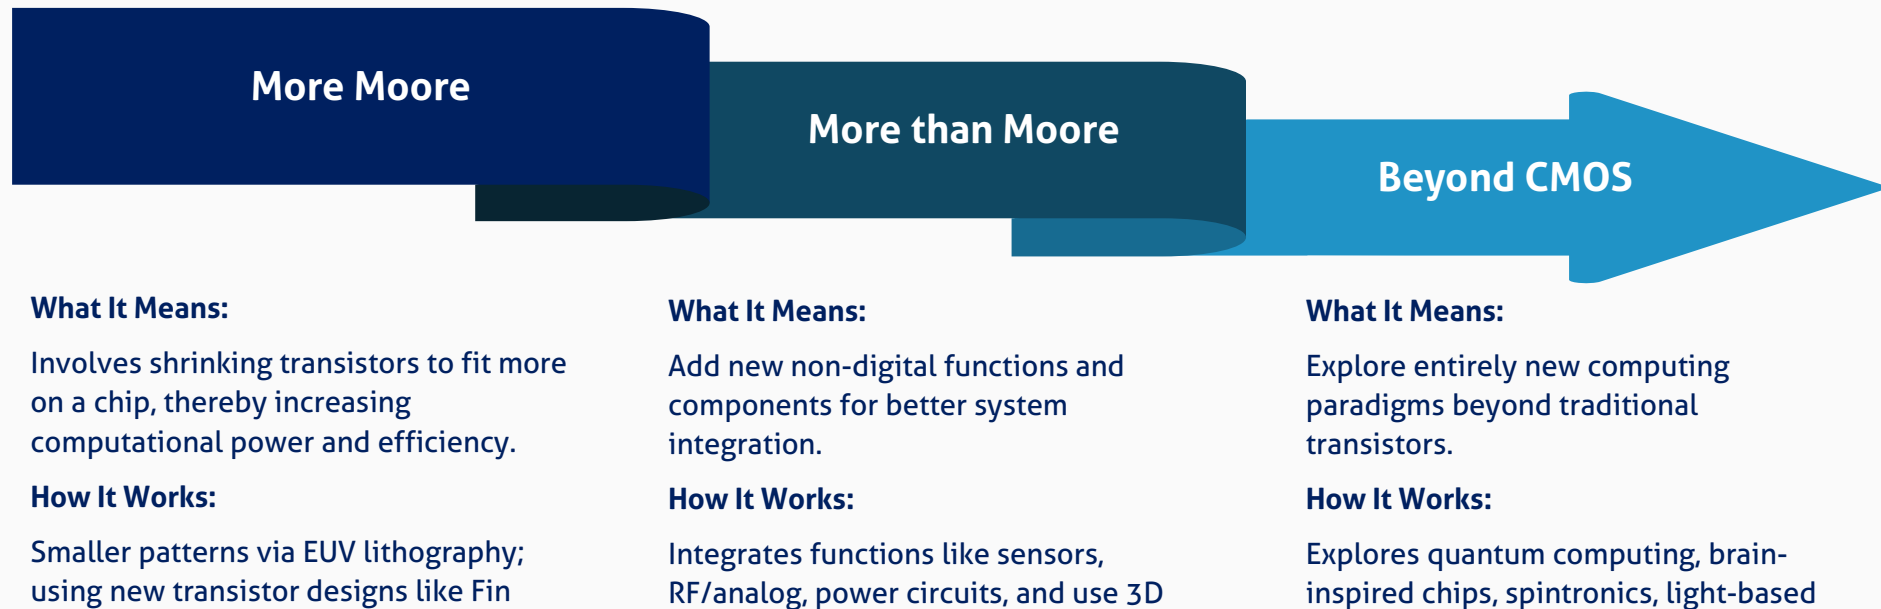 More Moore
More than Moore
Beyond CMOS
What It Means:
Involves shrinking transistors to fit more
on a chip, thereby increasing
computational power and efficiency.
How It Works:
Smaller patterns via EUV lithography;
using new transistor designs like Fin
What It Means:
Add new non-digital functions and
components for better system
integration.
How It Works:
Integrates functions like sensors,
RF/analog, power circuits, and use 3D
What It Means:
Explore entirely new computing
paradigms beyond traditional
transistors.
How It Works:
Explores quantum computing, brain-
inspired chips, spintronics, light-based